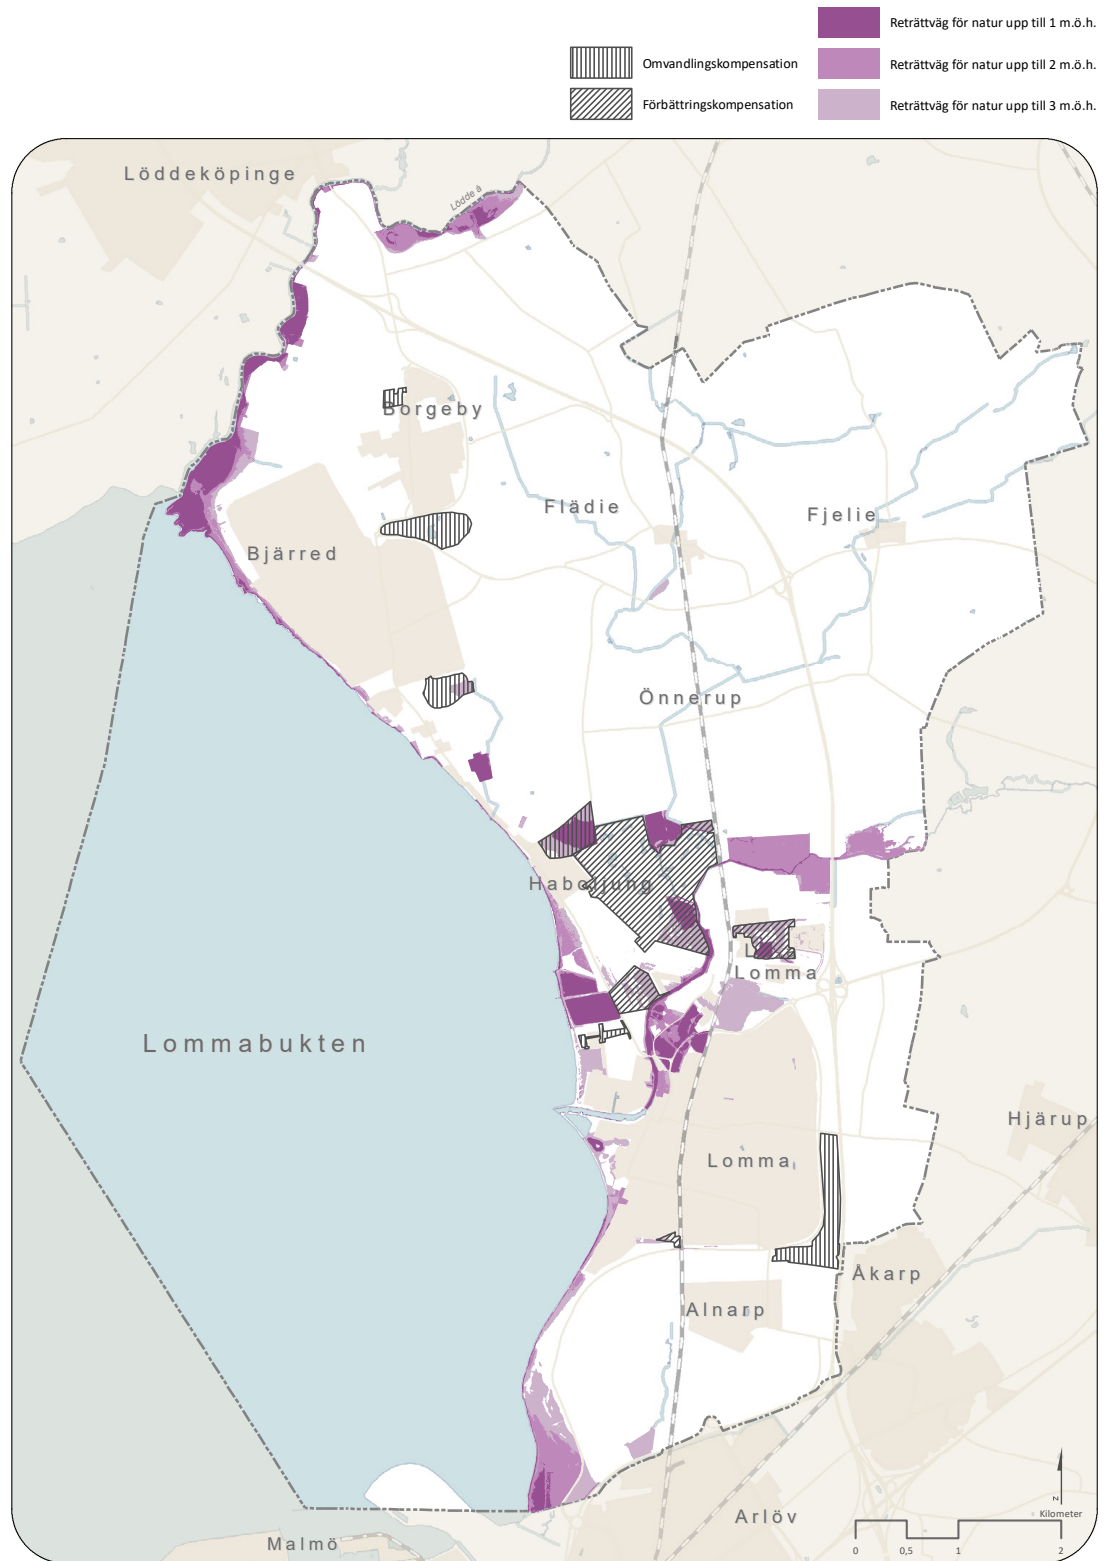 Reträttväg för natur upp till 1 m.ö.h.
Omvandlingskompensation
Reträttväg för natur upp till 2 m.ö.h.
Förbättringskompensation
Reträttväg för natur upp till 3 m.ö.h.
Löddeköpinge
Lödde å
Borgeby
Flädie
Fjelie
Bjärred
Önnerup
Haboljung
L
Lomma
Lommabukten
Hjärup
Lomma
Åkarp
Alnarp
Arlöv
Malmö
N
Kilometer
0
0,5
1
2